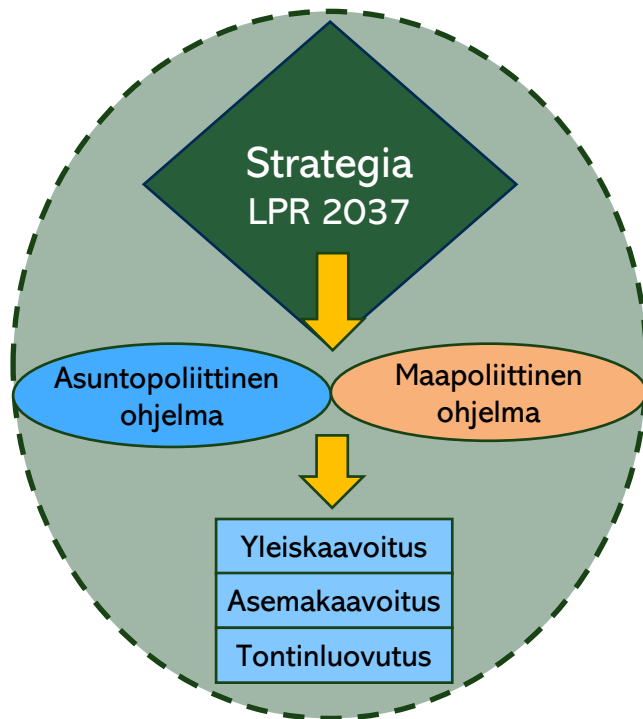 Strategia
LPR 2037
Asuntopoliittinen
ohjelma
Maapoliittinen
ohjelma
Yleiskaavoitus
Asemakaavoitus
Tontinluovutus